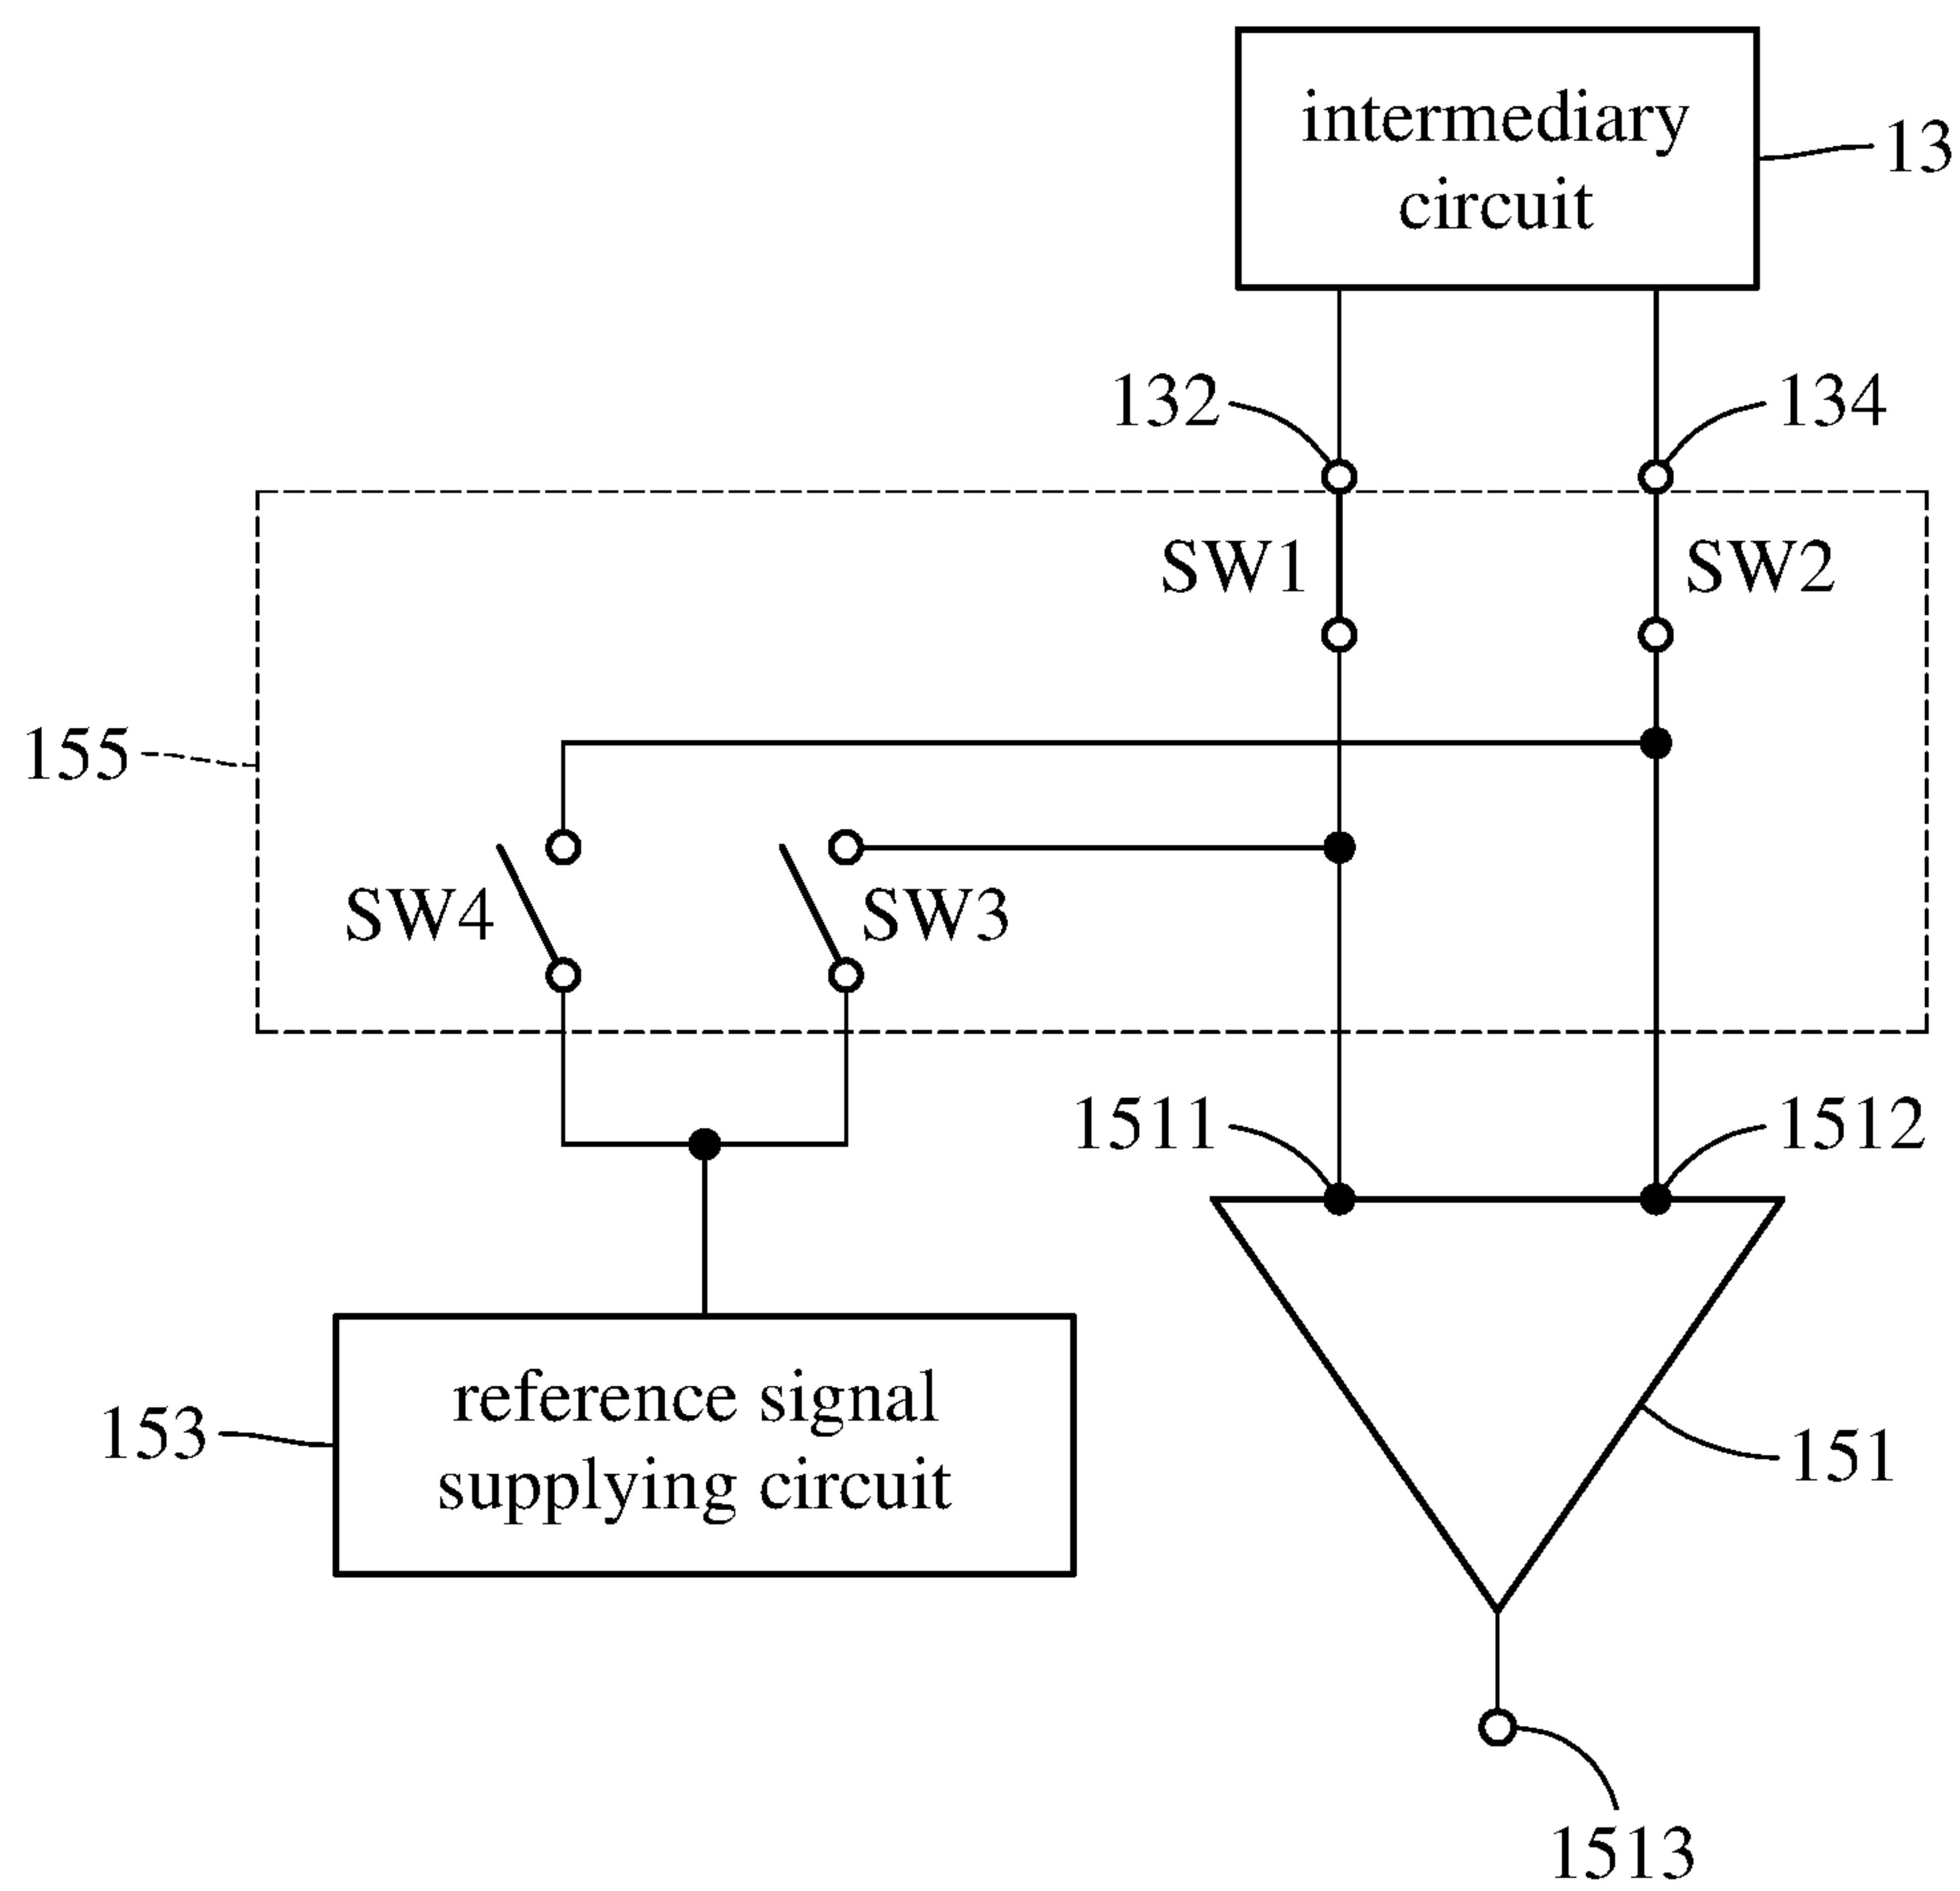 intermediary
circuit
13
132
134
SW1
SW2
155
SW4
SW3
1511
1512
reference signal
supplying circuit
153
151
1513